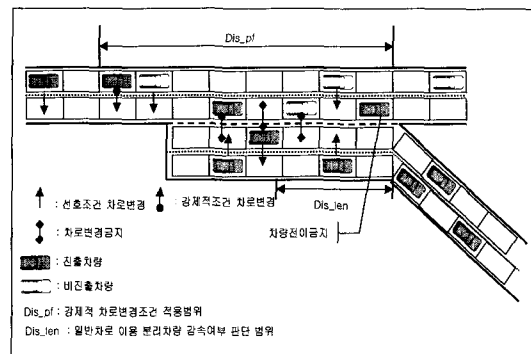 Dis_pf
Dis_len
: 선호조건 차로변경
: 강제적조건 차로변경
: 차로변경금지
차량전이금지
: 진출차량
: 비진출차량
Dis_pf : 강제적 차로변경조건 적용범위
Dis_len : 일반차로 이용 분리차량 감속여부 판단 범위